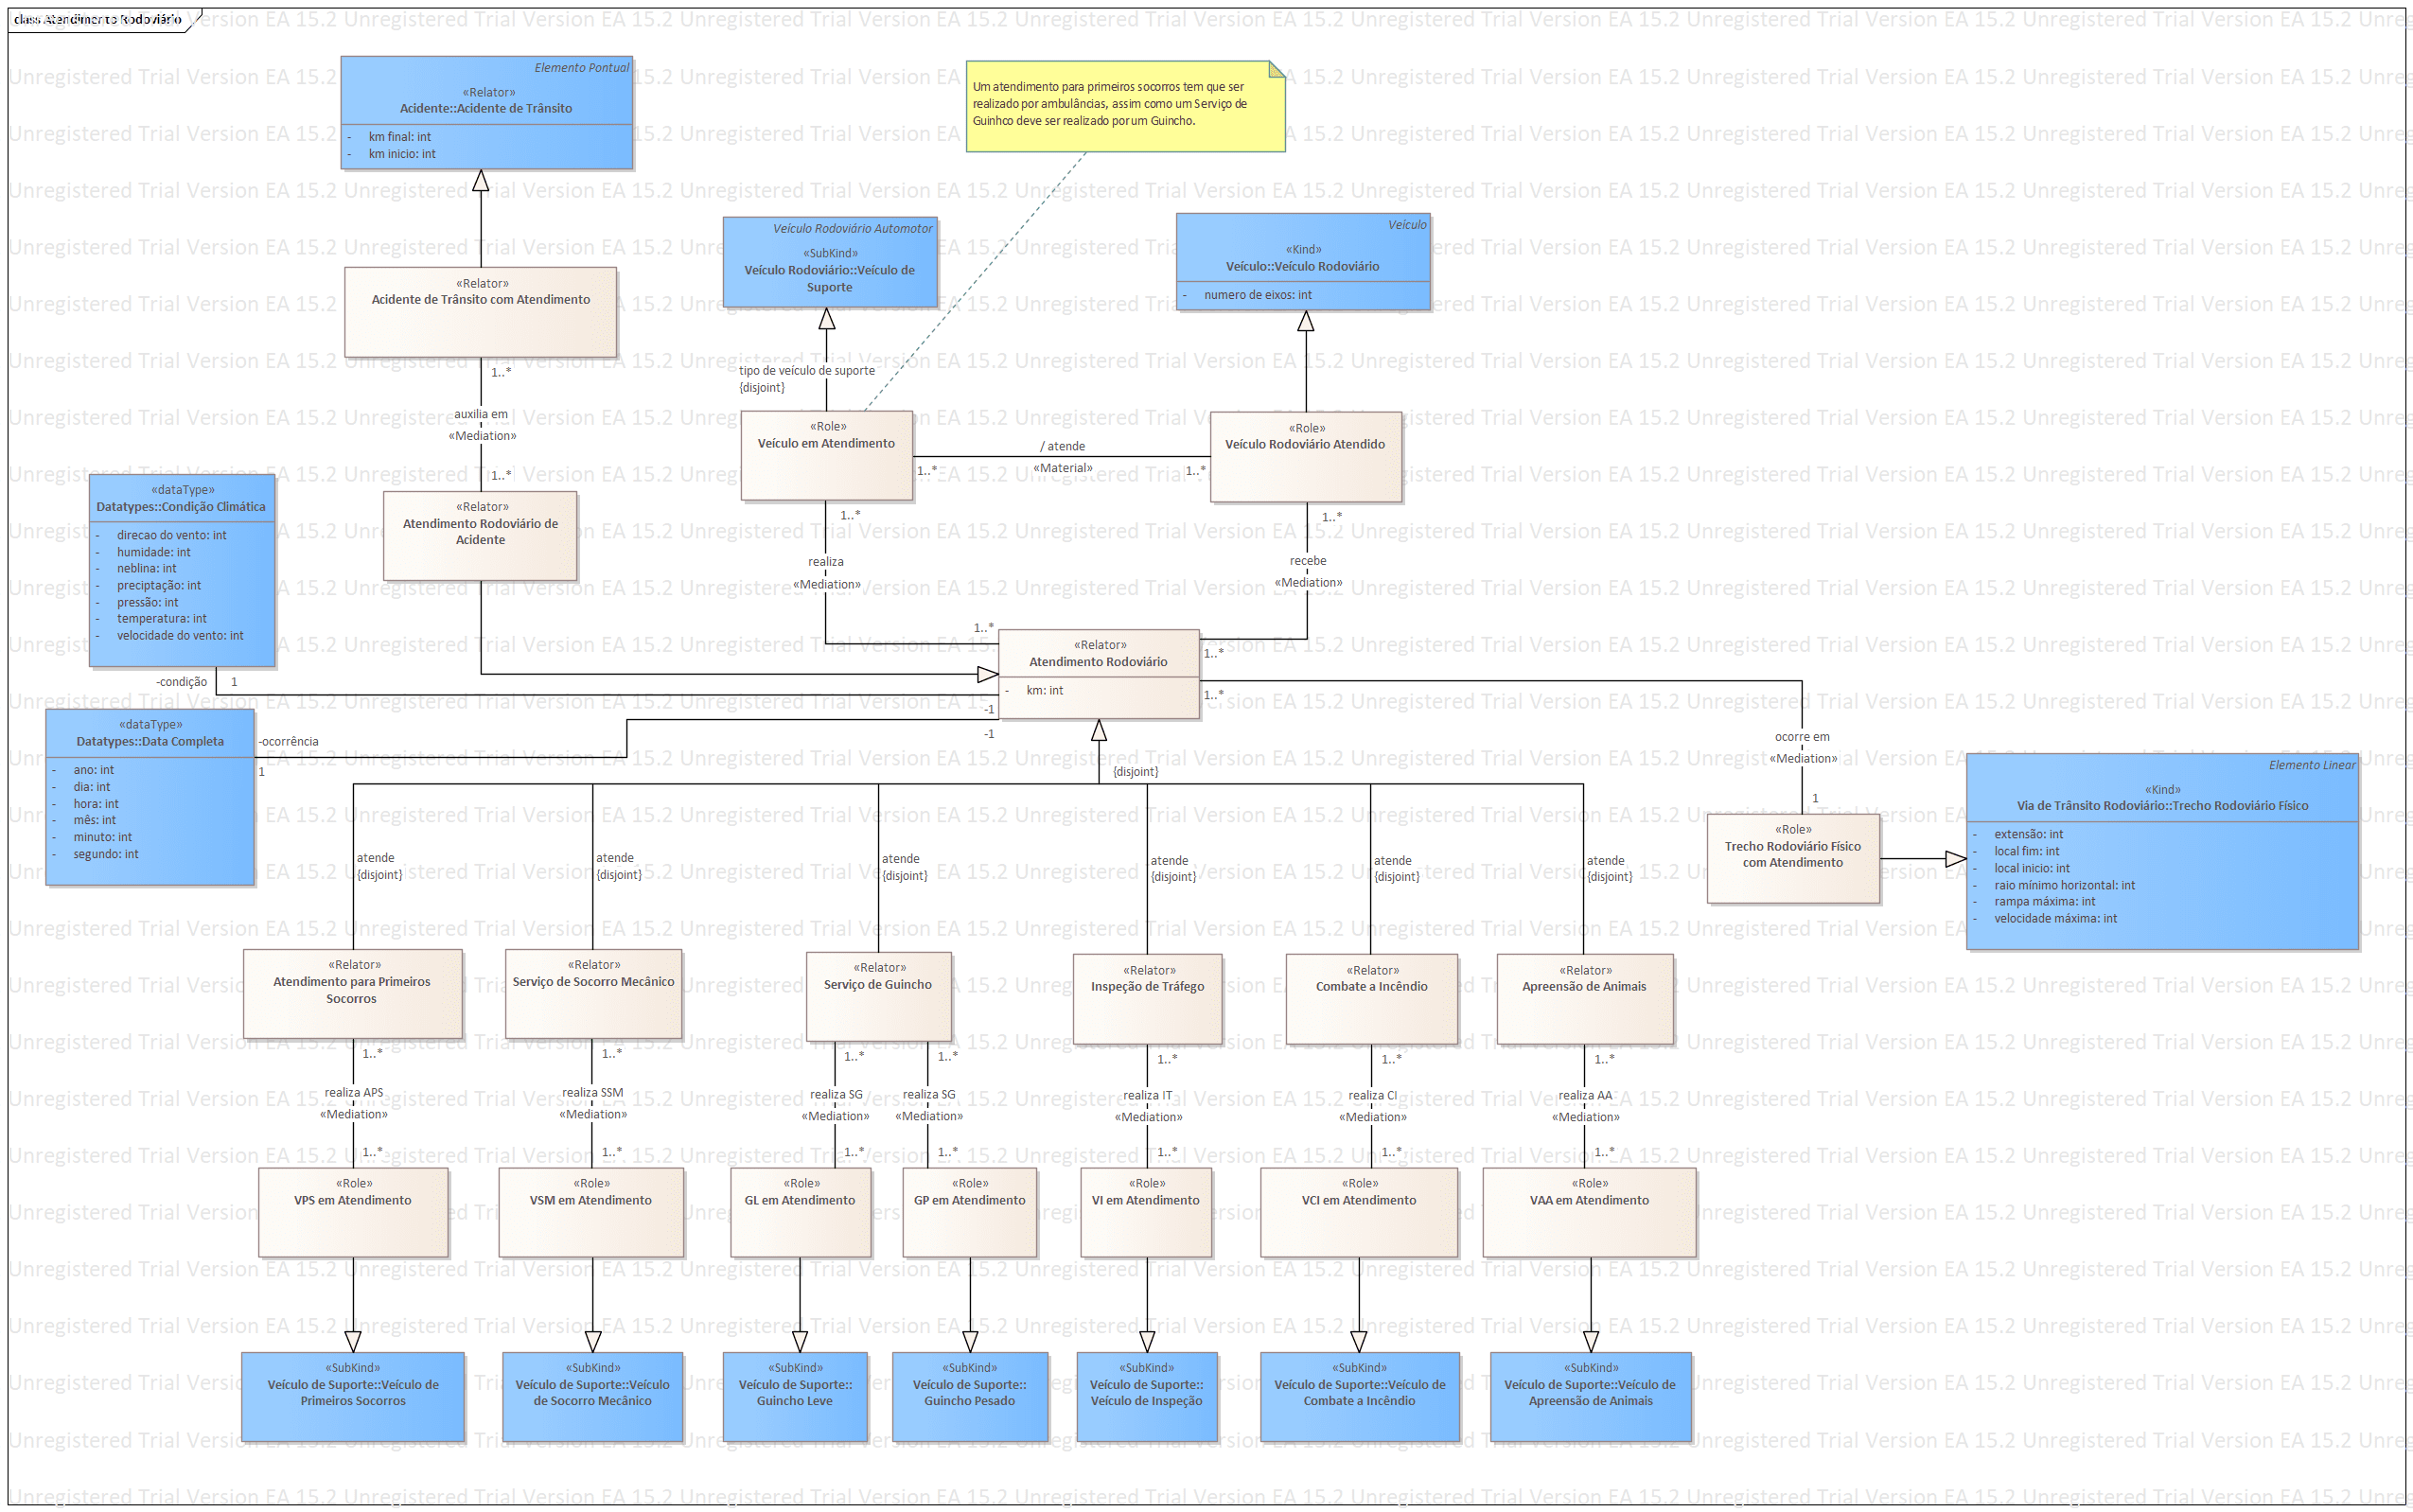 class Atendimento Rodoviário
Elemento Pontual
«Relator»
Acidente::Acidente de Trânsito
- km final: int
- km inicio: int
Um atendimento para primeiros socorros tem que ser
realizado por ambulâncias, assim como um Serviço de
Guinhco deve ser realizado por um Guincho.
Veículo Rodoviário Automotor
«SubKind»
Veículo Rodoviário::Veículo de
Suporte
Veículo
«Kind»
Veículo::Veículo Rodoviário
- numero de eixos: int
«Relator»
Acidente de Trânsito com Atendimento
1..*
auxilia em
«Mediation»
1..*
tipo de veículo de suporte
{disjoint}
«Role»
Veículo em Atendimento
1..*
/ atende
«Material»
1..*
«Role»
Veículo Rodoviário Atendido
«dataType»
Datatypes::Condição Climática
- direcao do vento: int
- humidade: int
- neblina: int
- preciptação: int
- pressão: int
- temperatura: int
- velocidade do vento: int
-condição 1
«Relator»
Atendimento Rodoviário de
Acidente
1..*
realiza
«Mediation»
1..*
1..*
recebe
«Mediation»
1..*
«Relator»
Atendimento Rodoviário
- km: int
-1
-1
1..*
ocorre em
«Mediation»
1
«dataType»
Datatypes::Data Completa
- ano: int
- dia: int
- hora: int
- mês: int
- minuto: int
- segundo: int
-ocorrência
1
{disjoint}
«Role»
Trecho Rodoviário Físico
com Atendimento
Elemento Linear
«Kind»
Via de Trânsito Rodoviário::Trecho Rodoviário Físico
- extensão: int
- local fim: int
- local inicio: int
- raio mínimo horizontal: int
- rampa máxima: int
- velocidade máxima: int
atende
{disjoint}
atende
{disjoint}
atende
{disjoint}
atende
{disjoint}
atende
{disjoint}
atende
{disjoint}
«Relator»
Atendimento para Primeiros
Socorros
«Relator»
Serviço de Socorro Mecânico
«Relator»
Serviço de Guincho
«Relator»
Inspeção de Tráfego
«Relator»
Combate a Incêndio
«Relator»
Apreensão de Animais
1..*
realiza APS
«Mediation»
1..*
1..*
realiza SSM
«Mediation»
1..*
1..*
realiza SG
«Mediation»
1..*
1..*
realiza SG
«Mediation»
1..*
1..*
realiza IT
«Mediation»
1..*
1..*
realiza CI
«Mediation»
1..*
1..*
realiza AA
«Mediation»
1..*
«Role»
VPS em Atendimento
«Role»
VSM em Atendimento
«Role»
GL em Atendimento
«Role»
GP em Atendimento
«Role»
VI em Atendimento
«Role»
VCI em Atendimento
«Role»
VAA em Atendimento
«SubKind»
Veículo de Suporte::Veículo de
Primeiros Socorros
«SubKind»
Veículo de Suporte::Veículo
de Socorro Mecânico
«SubKind»
Veículo de Suporte::
Guincho Leve
«SubKind»
Veículo de Suporte::
Guincho Pesado
«SubKind»
Veículo de Suporte::
Veículo de Inspeção
«SubKind»
Veículo de Suporte::Veículo de
Combate a Incêndio
«SubKind»
Veículo de Suporte::Veículo de
Apreensão de Animais
Unregistered Trial Version EA 15.2